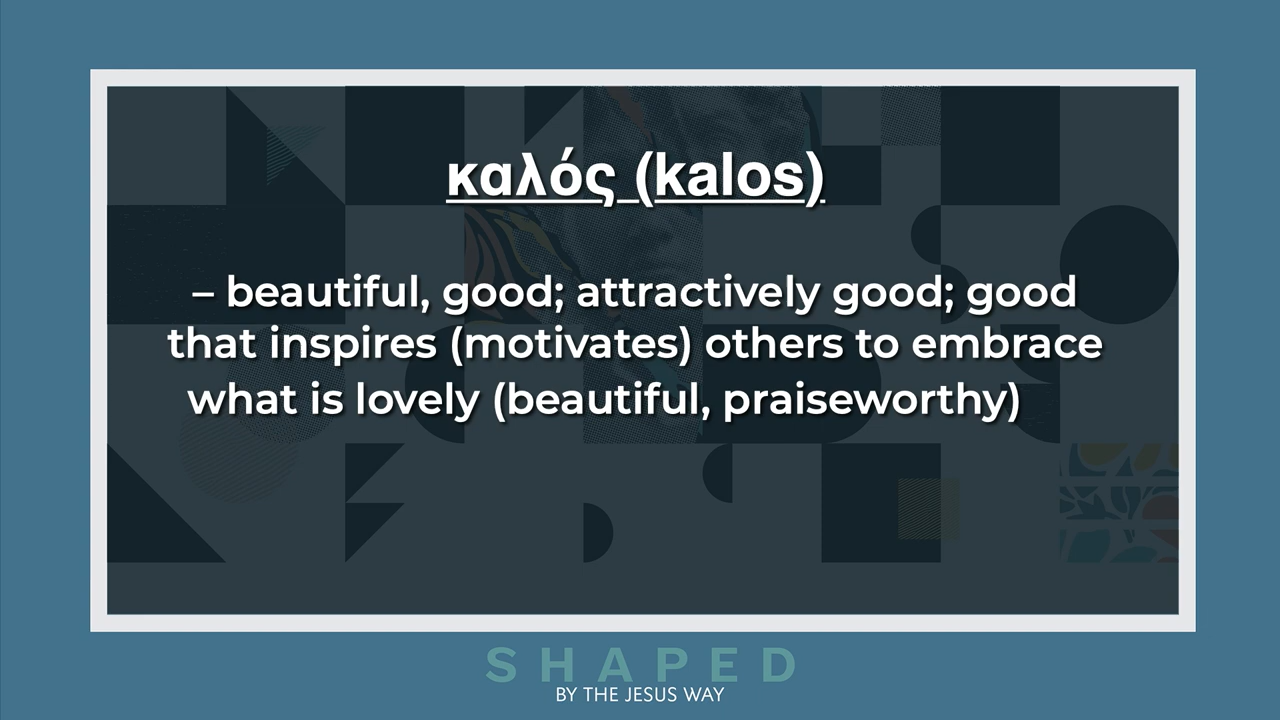 καλός (kalos)
– beautiful, good; attractively good; good
that inspires (motivates) others to embrace
what is lovely (beautiful, praiseworthy)
SHAPED
BY THE JESUS WAY